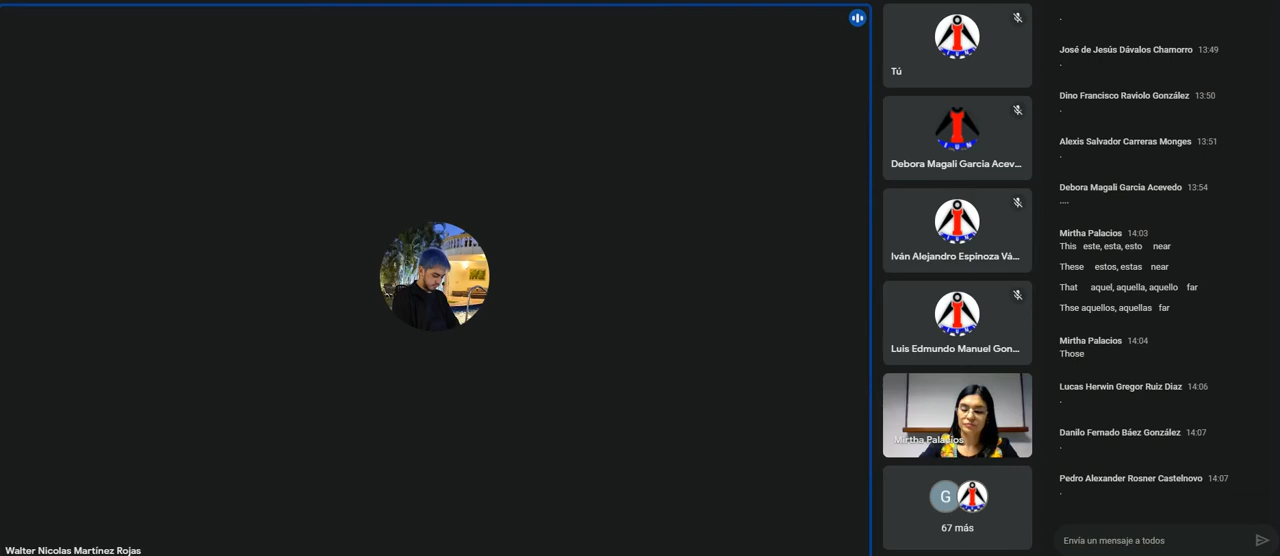 Walter Nicolas Martínez Rojas
Tú
Debora Magali Garcia Acev...
Iván Alejandro Espinoza Vá...
Luis Edmundo Manuel Gon...
Mirtha Palacios
G
67 más
.
José de Jesús Dávalos Chamorro 13:49
.
Dino Francisco Raviolo González 13:50
.
Alexis Salvador Carreras Monges 13:51
.
Debora Magali Garcia Acevedo 13:54
....
Mirtha Palacios 14:03
This este, esta, esto near
These estos, estas near
That aquel, aquella, aquello far
Thse aquellos, aquellas far
Mirtha Palacios 14:04
Those
Lucas Herwin Gregor Ruiz Diaz 14:06
.
Danilo Fernado Báez González 14:07
.
Pedro Alexander Rosner Castelnovo 14:07
.
Envía un mensaje a todos